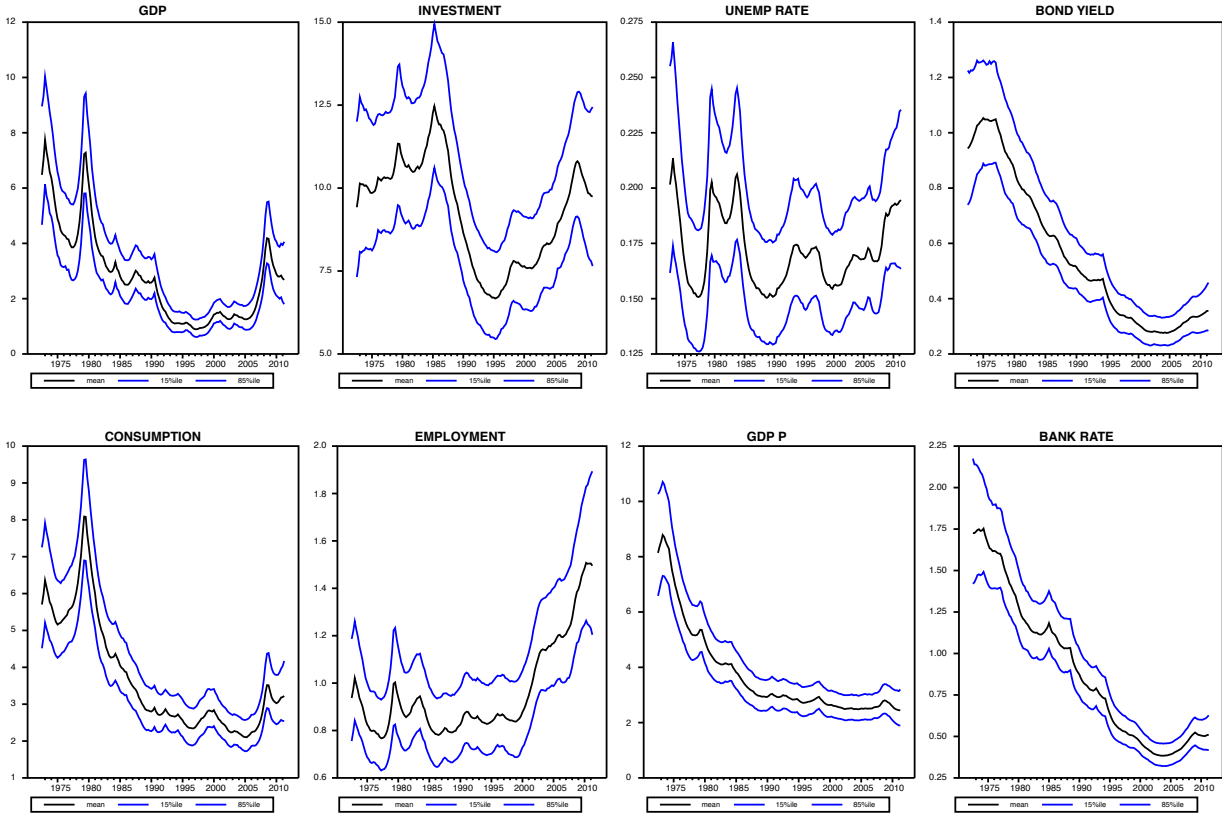 GDP
12
10
8
6
4
2
0
1975 1980 1985 1990 1995 2000 2005 2010
mean 15%ile 85%ile
INVESTMENT
15.0
12.5
10.0
7.5
5.0
1975 1980 1985 1990 1995 2000 2005 2010
mean 15%ile 85%ile
UNEMP RATE
0.275
0.250
0.225
0.200
0.175
0.150
0.125
1975 1980 1985 1990 1995 2000 2005 2010
mean 15%ile 85%ile
BOND YIELD
1.4
1.2
1.0
0.8
0.6
0.4
0.2
1975 1980 1985 1990 1995 2000 2005 2010
mean 15%ile 85%ile
CONSUMPTION
10
9
8
7
6
5
4
3
2
1
1975 1980 1985 1990 1995 2000 2005 2010
mean 15%ile 85%ile
EMPLOYMENT
2.0
1.8
1.6
1.4
1.2
1.0
0.8
0.6
1975 1980 1985 1990 1995 2000 2005 2010
mean 15%ile 85%ile
GDP P
12
10
8
6
4
2
0
1975 1980 1985 1990 1995 2000 2005 2010
mean 15%ile 85%ile
BANK RATE
2.25
2.00
1.75
1.50
1.25
1.00
0.75
0.50
0.25
1975 1980 1985 1990 1995 2000 2005 2010
mean 15%ile 85%ile